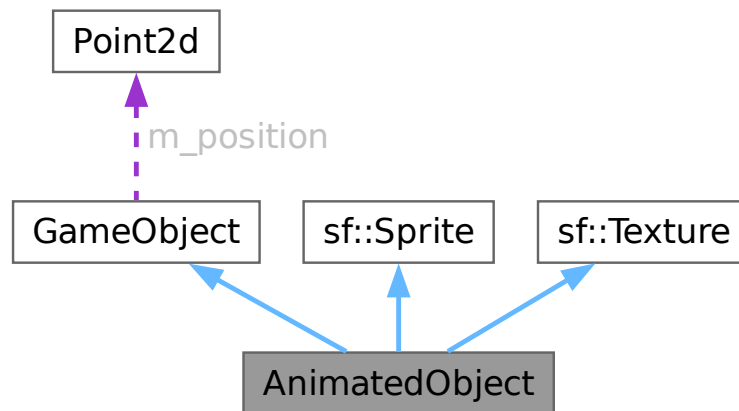 Point2d
m_position
GameObject
sf::Sprite
sf::Texture
AnimatedObject